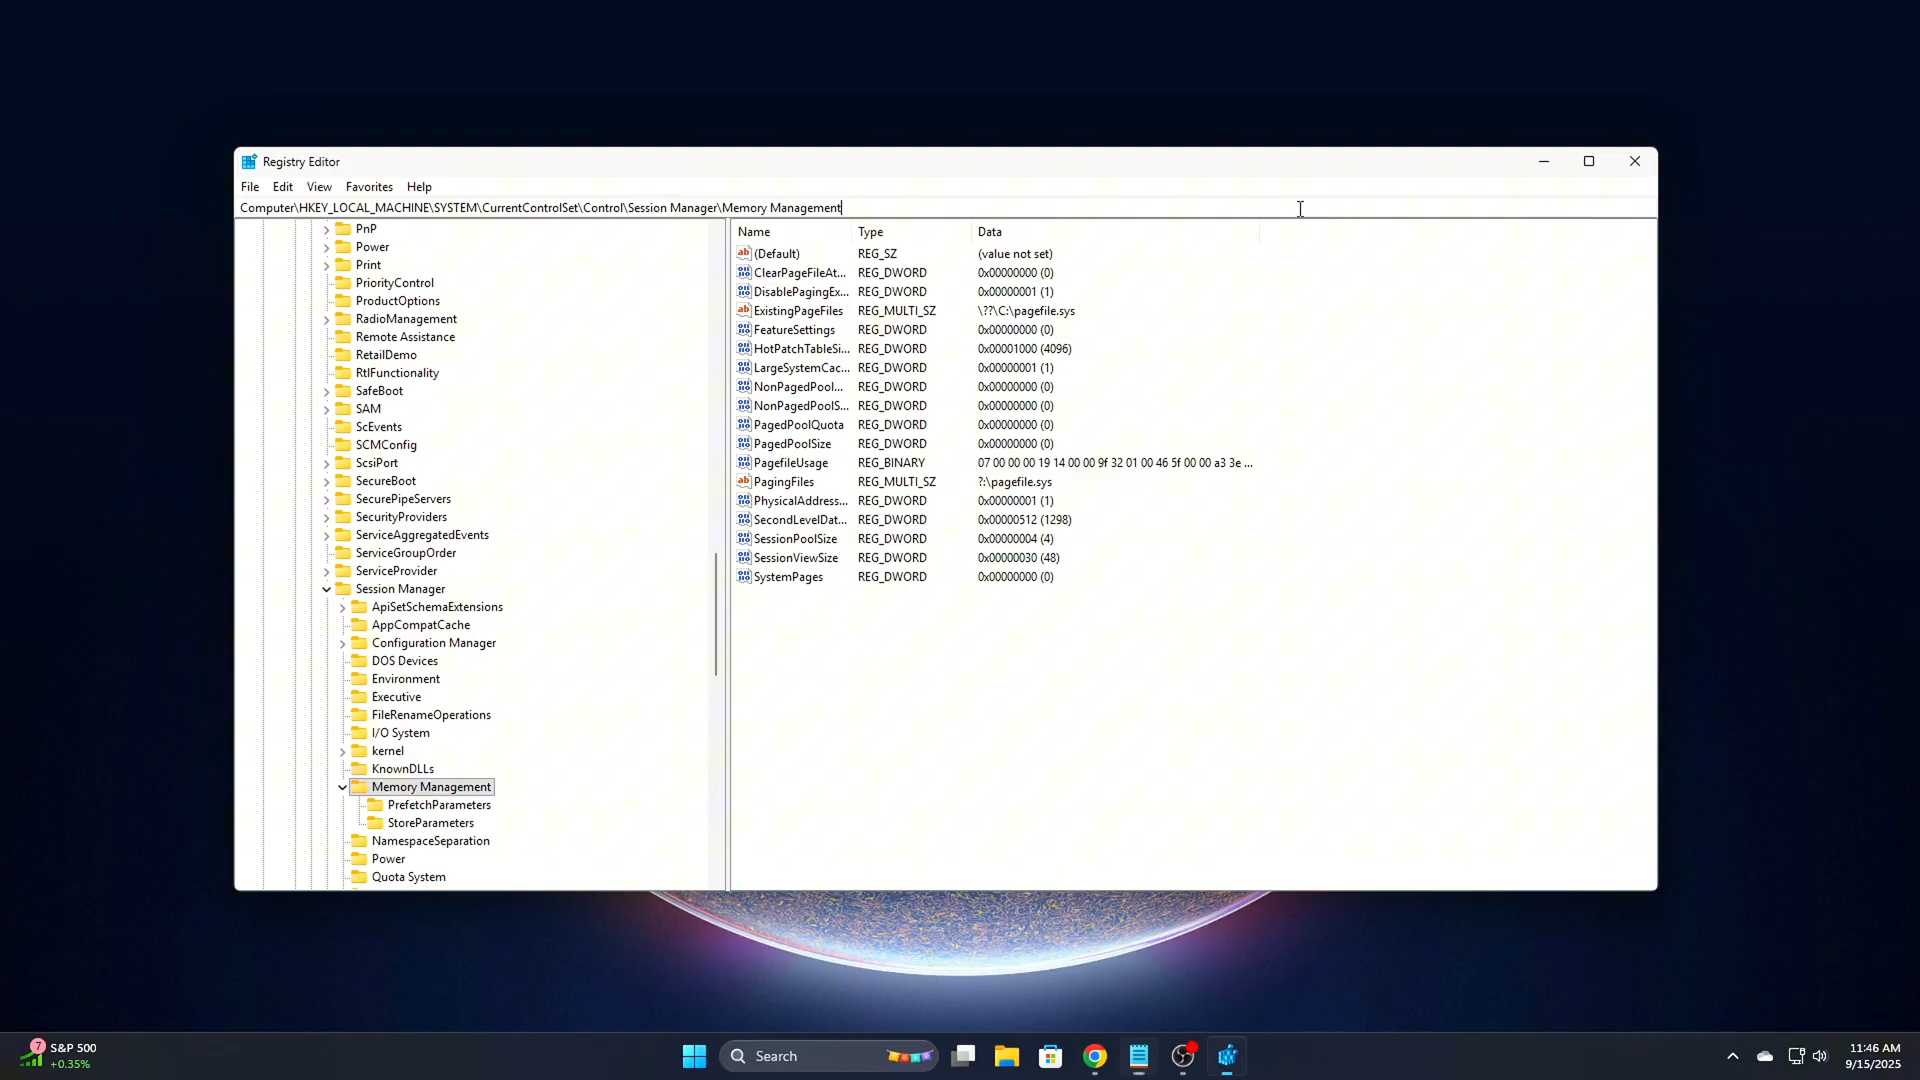 Registry Editor
File Edit View Favorites Help
Computer\HKEY_LOCAL_MACHINE\SYSTEM\CurrentControlSet\Control\Session Manager\Memory Management
PnP
Power
Print
PriorityControl
ProductOptions
RadioManagement
Remote Assistance
RetailDemo
RtlFunctionality
SafeBoot
SAM
ScEvents
SCMConfig
ScsiPort
SecureBoot
SecurePipeServers
SecurityProviders
ServiceAggregatedEvents
ServiceGroupOrder
ServiceProvider
Session Manager
ApiSetSchemaExtensions
AppCompatCache
Configuration Manager
DOS Devices
Environment
Executive
FileRenameOperations
I/O System
kernel
KnownDLLs
Memory Management
PrefetchParameters
StoreParameters
NamespaceSeparation
Power
Quota System
Name Type Data
(Default) REG_SZ (value not set)
ClearPageFileAt... REG_DWORD 0x00000000 (0)
DisablePagingEx... REG_DWORD 0x00000001 (1)
ExistingPageFiles REG_MULTI_SZ \??\C:\pagefile.sys
FeatureSettings REG_DWORD 0x00000000 (0)
HotPatchTableSi... REG_DWORD 0x00001000 (4096)
LargeSystemCac... REG_DWORD 0x00000001 (1)
NonPagedPool... REG_DWORD 0x00000000 (0)
NonPagedPoolS... REG_DWORD 0x00000000 (0)
PagedPoolQuota REG_DWORD 0x00000000 (0)
PagedPoolSize REG_DWORD 0x00000000 (0)
PagefileUsage REG_BINARY 07 00 00 00 19 14 00 00 9f 32 01 00 46 5f 00 00 a3 3e ...
PagingFiles REG_MULTI_SZ ?:\pagefile.sys
PhysicalAddress... REG_DWORD 0x00000001 (1)
SecondLevelDat... REG_DWORD 0x00000512 (1298)
SessionPoolSize REG_DWORD 0x00000004 (4)
SessionViewSize REG_DWORD 0x00000030 (48)
SystemPages REG_DWORD 0x00000000 (0)
7
S&P 500
+0.35%
Search
11:46 AM
9/15/2025